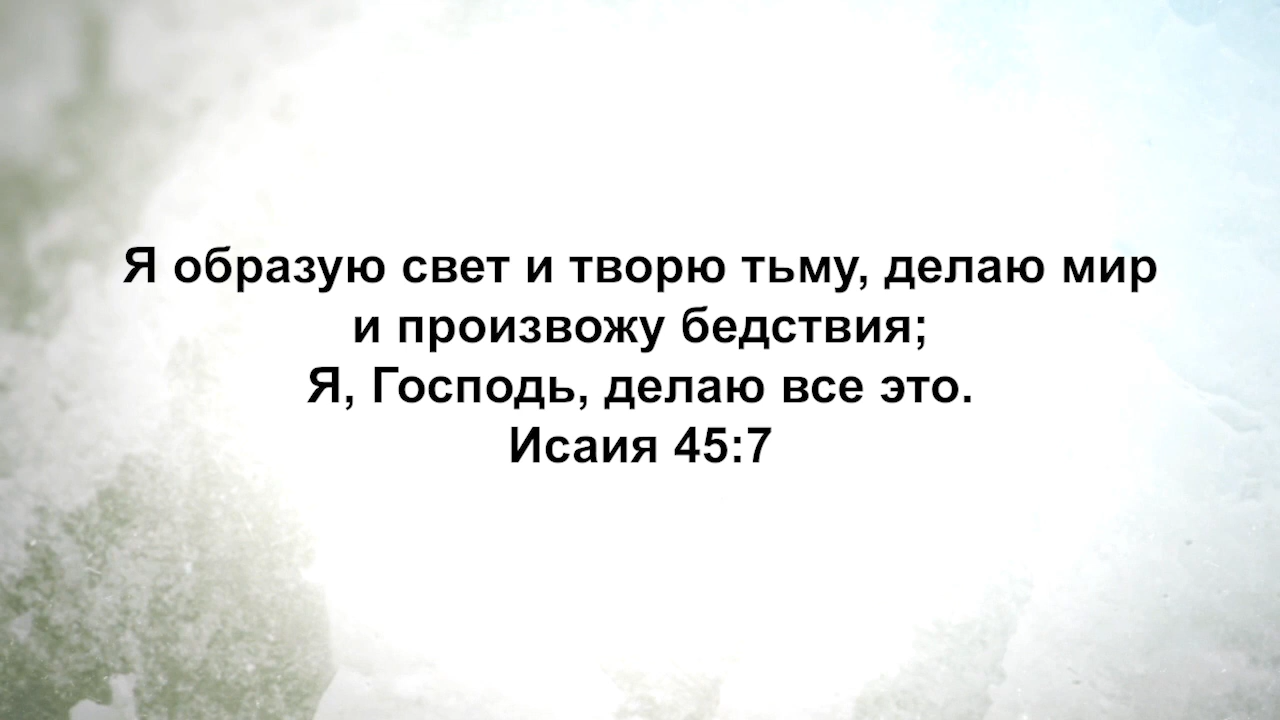 Я образую свет и творю тьму, делаю мир
и произвожу бедствия;
Я, Господь, делаю все это.
Исаия 45:7